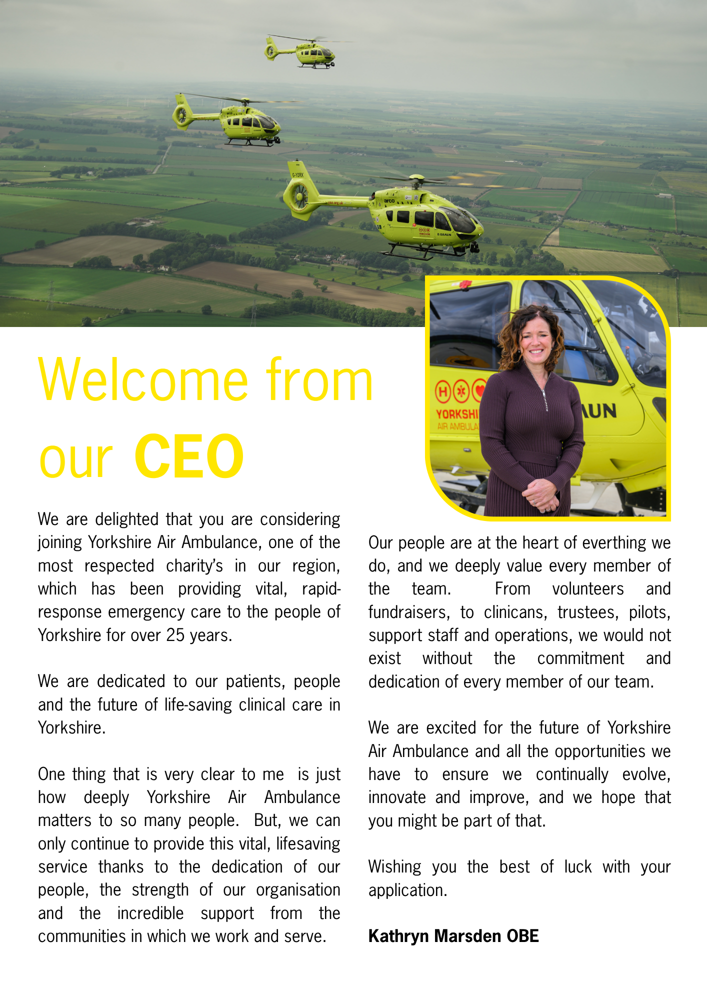 G-YORX
arco
yaa.org.uk
YORKSHIRE
B·BRAUN
Welcome from
our CEO
H
YORKSHI
AIR AMBULA
AUN
We are delighted that you are considering
joining Yorkshire Air Ambulance, one of the
most respected charity’s in our region,
which has been providing vital, rapid-
response emergency care to the people of
Yorkshire for over 25 years.
We are dedicated to our patients, people
and the future of life-saving clinical care in
Yorkshire.
One thing that is very clear to me  is just
how deeply Yorkshire Air Ambulance
matters to so many people.  But, we can
only continue to provide this vital, lifesaving
service thanks to the dedication of our
people, the strength of our organisation
and the incredible support from the
communities in which we work and serve.
Our people are at the heart of everthing we
do, and we deeply value every member of
the team.  From volunteers and
fundraisers, to clinicans, trustees, pilots,
support staff and operations, we would not
exist without the commitment and
dedication of every member of our team.
We are excited for the future of Yorkshire
Air Ambulance and all the opportunities we
have to ensure we continually evolve,
innovate and improve, and we hope that
you might be part of that.
Wishing you the best of luck with your
application.
Kathryn Marsden OBE